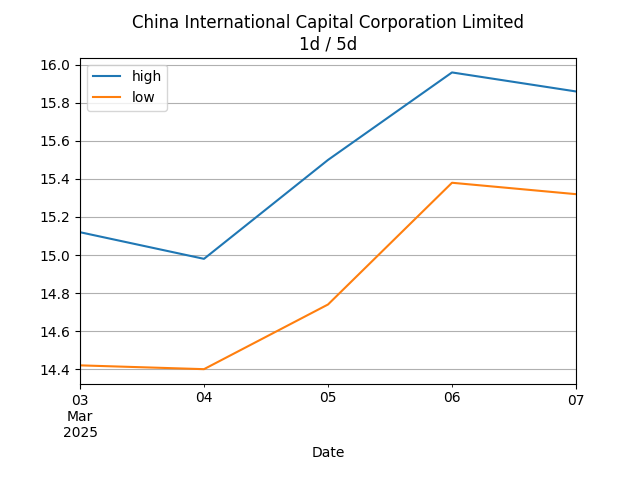 China International Capital Corporation Limited
1d / 5d
high
low
16.0
15.8
15.6
15.4
15.2
15.0
14.8
14.6
14.4
03 04 05 06 07
Mar
2025
Date